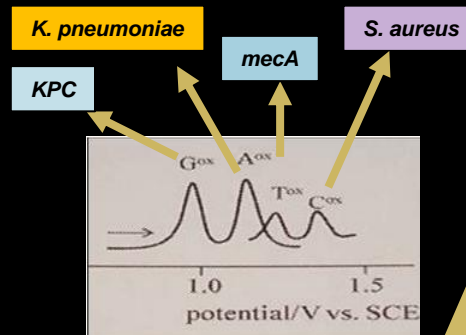 K. pneumoniae
S. aureus
mecA
KPC
Gox Aox
Tox Cox
1.0 1.5
potential/V vs. SCE